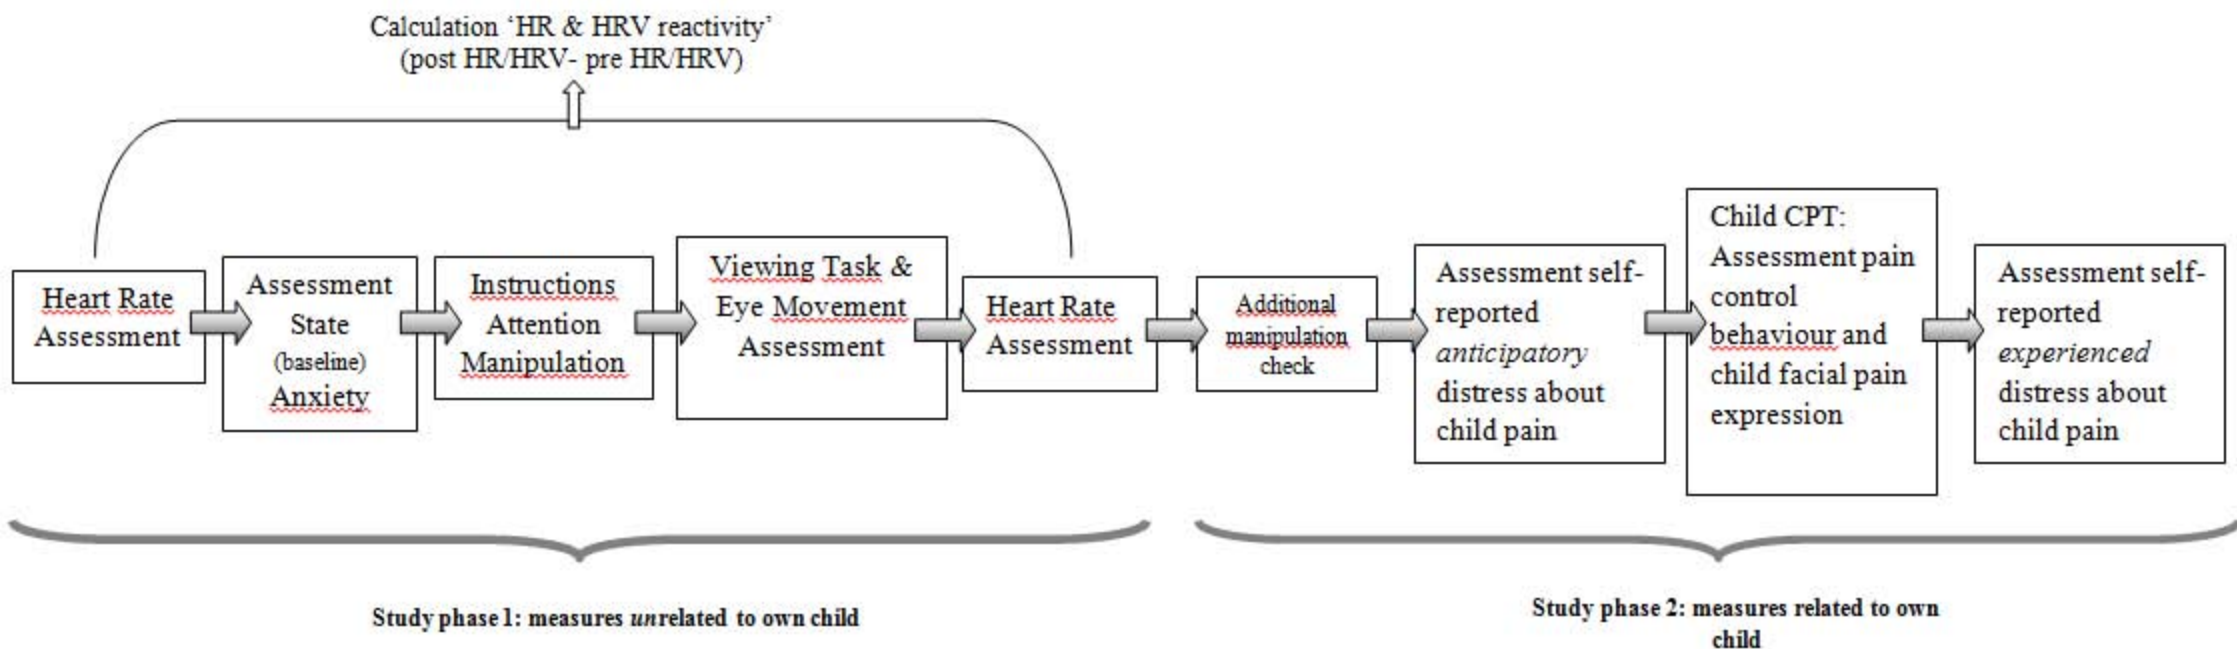 Calculation ‘HR & HRV reactivity’
(post HR/HRV- pre HR/HRV)
Heart Rate
Assessment
Assessment
State
(baseline)
Anxiety
Instructions
Attention
Manipulation
Viewing Task &
Eye Movement
Assessment
Heart Rate
Assessment
Additional
manipulation
check
Assessment self-
reported
anticipatory
distress about
child pain
Child CPT:
Assessment pain
control
behaviour and
child facial pain
expression
Assessment self-
reported
experienced
distress about
child pain
Study phase 1: measures unrelated to own child
Study phase 2: measures related to own
child